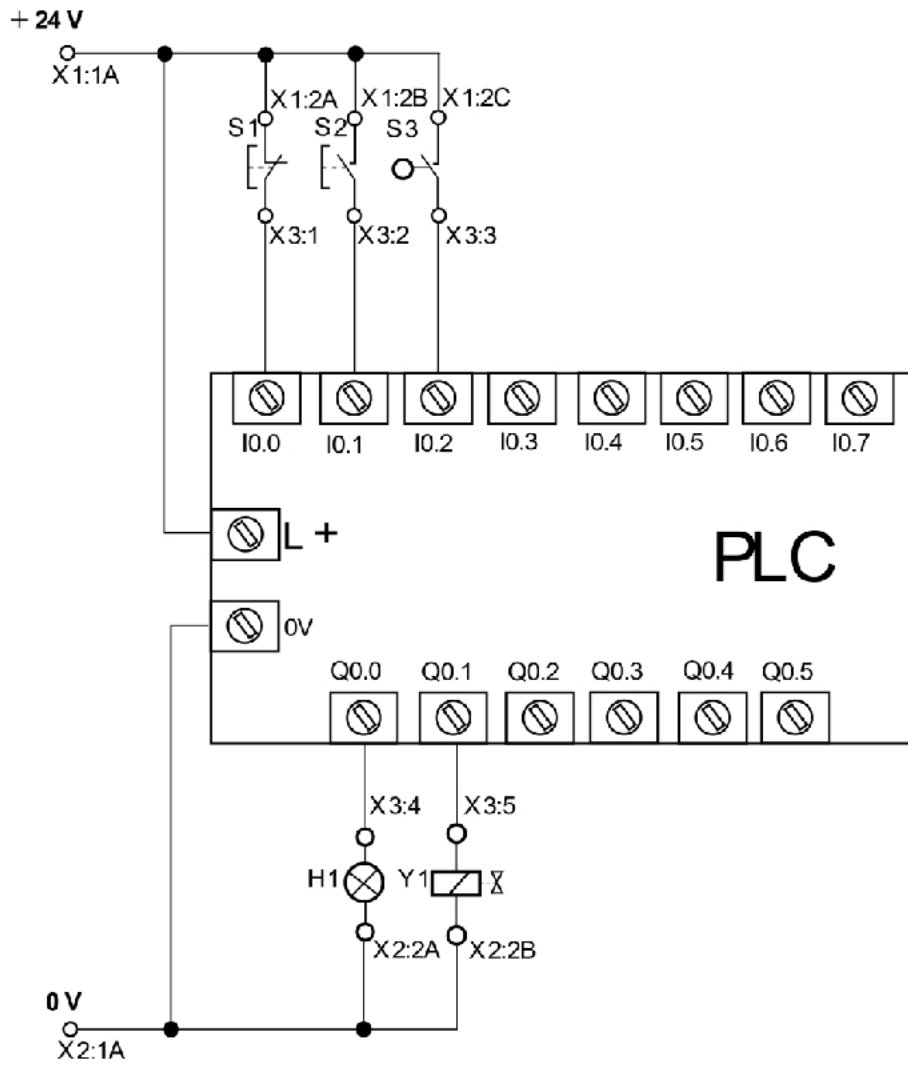 + 24 V
X1:1A
X1:2A X1:2B X1:2C
S1 S2 S3
X3:1 X3:2 X3:3
I0.0 I0.1 I0.2 I0.3 I0.4 I0.5 I0.6 I0.7
L +
PLC
0V
Q0.0 Q0.1 Q0.2 Q0.3 Q0.4 Q0.5
X3:4 X3:5
H1 Y1
X2:2A X2:2B
0 V
X2:1A